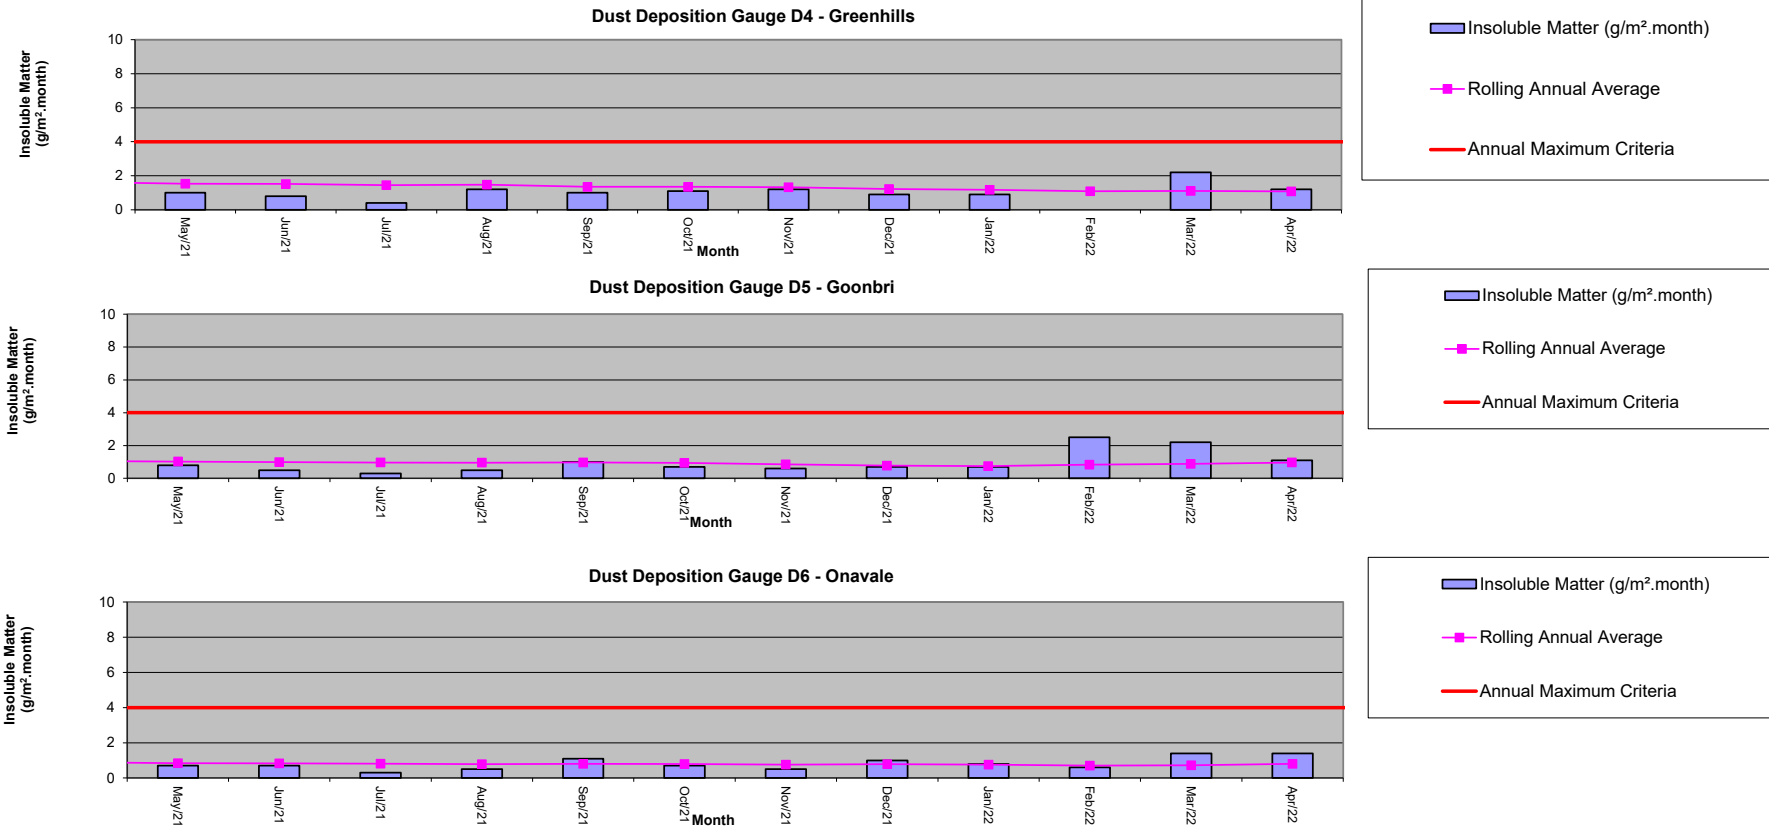 Dust Deposition Gauge D4 - Greenhills
Insoluble Matter
(g/m².month)
10
8
6
4
2
0
May/21
Jun/21
Jul/21
Aug/21
Sep/21
Oct/21
Nov/21
Dec/21
Jan/22
Feb/22
Mar/22
Apr/22
Month
Insoluble Matter (g/m².month)
Rolling Annual Average
Annual Maximum Criteria
Dust Deposition Gauge D5 - Goonbri
Insoluble Matter
(g/m².month)
10
8
6
4
2
0
May/21
Jun/21
Jul/21
Aug/21
Sep/21
Oct/21
Nov/21
Dec/21
Jan/22
Feb/22
Mar/22
Apr/22
Month
Insoluble Matter (g/m².month)
Rolling Annual Average
Annual Maximum Criteria
Dust Deposition Gauge D6 - Onavale
Insoluble Matter
(g/m².month)
10
8
6
4
2
0
May/21
Jun/21
Jul/21
Aug/21
Sep/21
Oct/21
Nov/21
Dec/21
Jan/22
Feb/22
Mar/22
Apr/22
Month
Insoluble Matter (g/m².month)
Rolling Annual Average
Annual Maximum Criteria